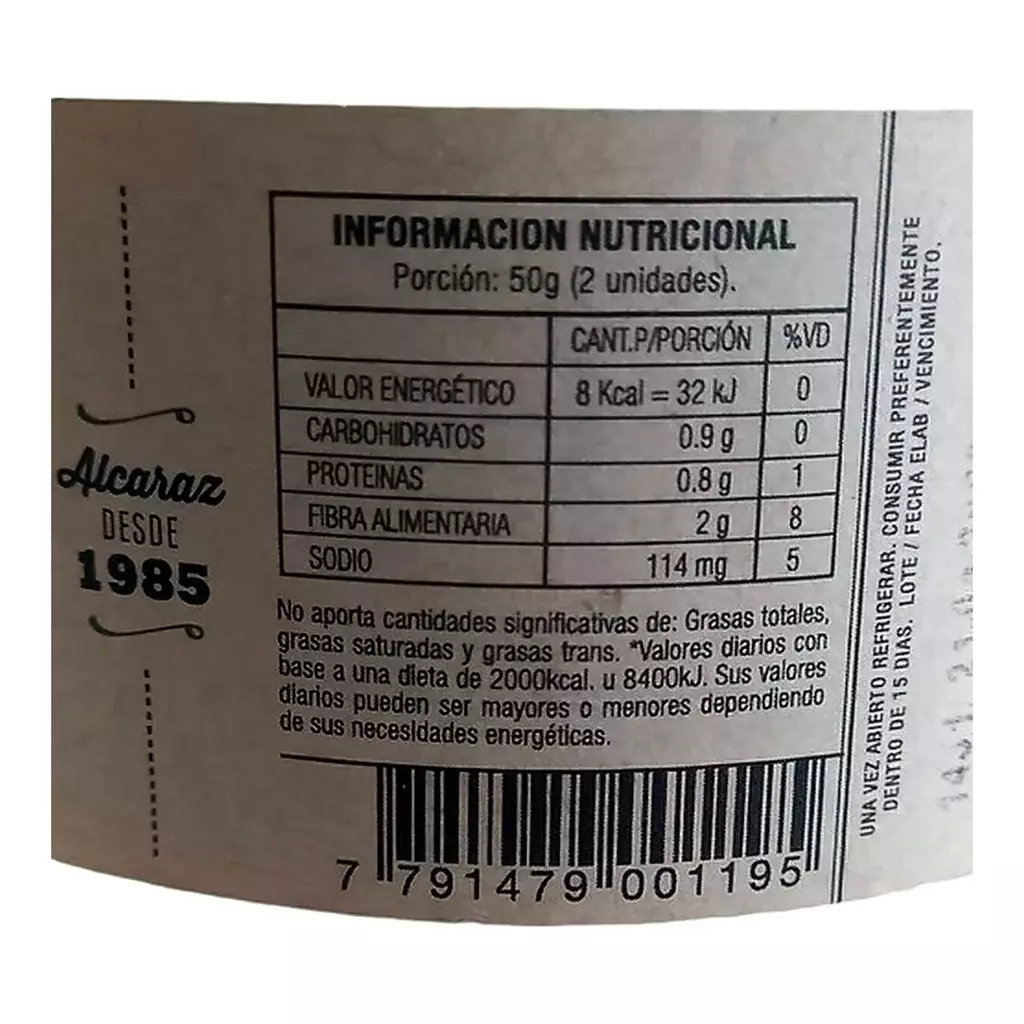 Alcaraz
DESDE
1985
INFORMACION NUTRICIONAL
Porción: 50g (2 unidades).
CANT.P/PORCIÓN %VD
VALOR ENERGÉTICO 8 Kcal = 32 kJ 0
CARBOHIDRATOS 0.9 g 0
PROTEINAS 0.8 g 1
FIBRA ALIMENTARIA 2 g 8
SODIO 114 mg 5
No aporta cantidades significativas de: Grasas totales,
grasas saturadas y grasas trans. *Valores diarios con
base a una dieta de 2000kcal. u 8400kJ. Sus valores
diarios pueden ser mayores o menores dependiendo
de sus necesidades energéticas.
7 791479 001195
UNA VEZ ABIERTO REFRIGERAR. CONSUMIR PREFERENTEMENTE
DENTRO DE 15 DIAS. LOTE / FECHA ELAB / VENCIMIENTO.